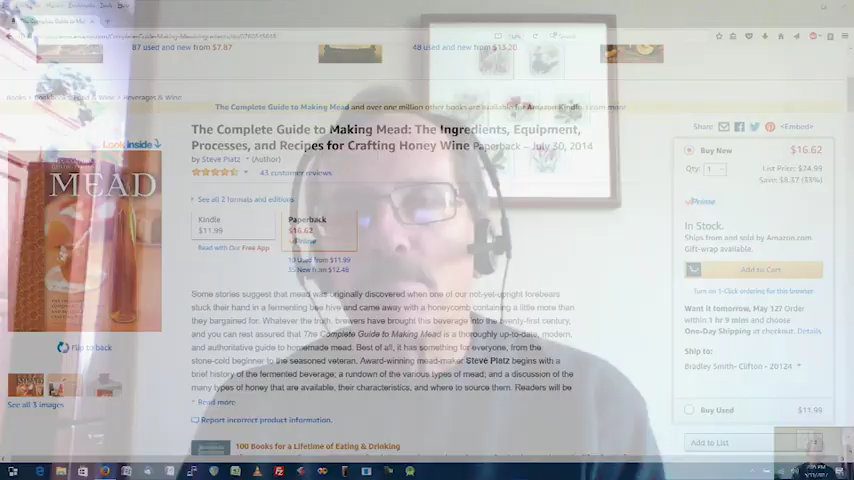 87 used and new from $7.87
48 used and new from $13.20
The Complete Guide to Making Mead and over one million other books are available for Amazon Kindle. Learn more
Share
<Embed>
The Complete Guide to Making Mead: The Ingredients, Equipment,
Processes, and Recipes for Crafting Honey Wine Paperback – July 30, 2014
by Steve Piatz (Author)
43 customer reviews
Look inside
MEAD
See all 2 formats and editions
Kindle
$11.99
Paperback
$16.62
Prime
Read with Our Free App
10 Used from $11.99
New from $12.48
Some stories suggest that mead was originally discovered when one of our not-yet-upright forebears
stuck their hand in a fermenting bee hive and came away with a honeycomb containing a little more than
they bargained for. Whatever the truth, brewers have brought this beverage into the twenty-first century,
and you can rest assured that The Complete Guide to Making Mead is a thoroughly up-to-date, modern,
and authoritative guide to homemade mead. Best of all, it has something for everyone, from the
stone-cold beginner to the seasoned veteran. Award-winning mead-maker Steve Piatz begins with a
brief history of the fermented beverage; a rundown of the various types of mead; and a discussion of the
many types of honey that are available, their characteristics, and where to source them. Readers will be
Read more
Report incorrect product information.
100 Books for a Lifetime of Eating & Drinking
Flip to back
See all 3 images
Buy New
$16.62
Qty: 1
List Price: $24.99
Save: $8.37 (33%)
Prime
In Stock.
Ships from and sold by Amazon.com
Gift-wrap available.
Add to Cart
Turn on 1-Click ordering for this browser
Want it tomorrow, May 12? Order
within 1 hr 9 mins and choose
One-Day Shipping at checkout. Details
Ship to:
Bradley Smith- Clifton - 20124
Buy Used
$11.99
Add to List